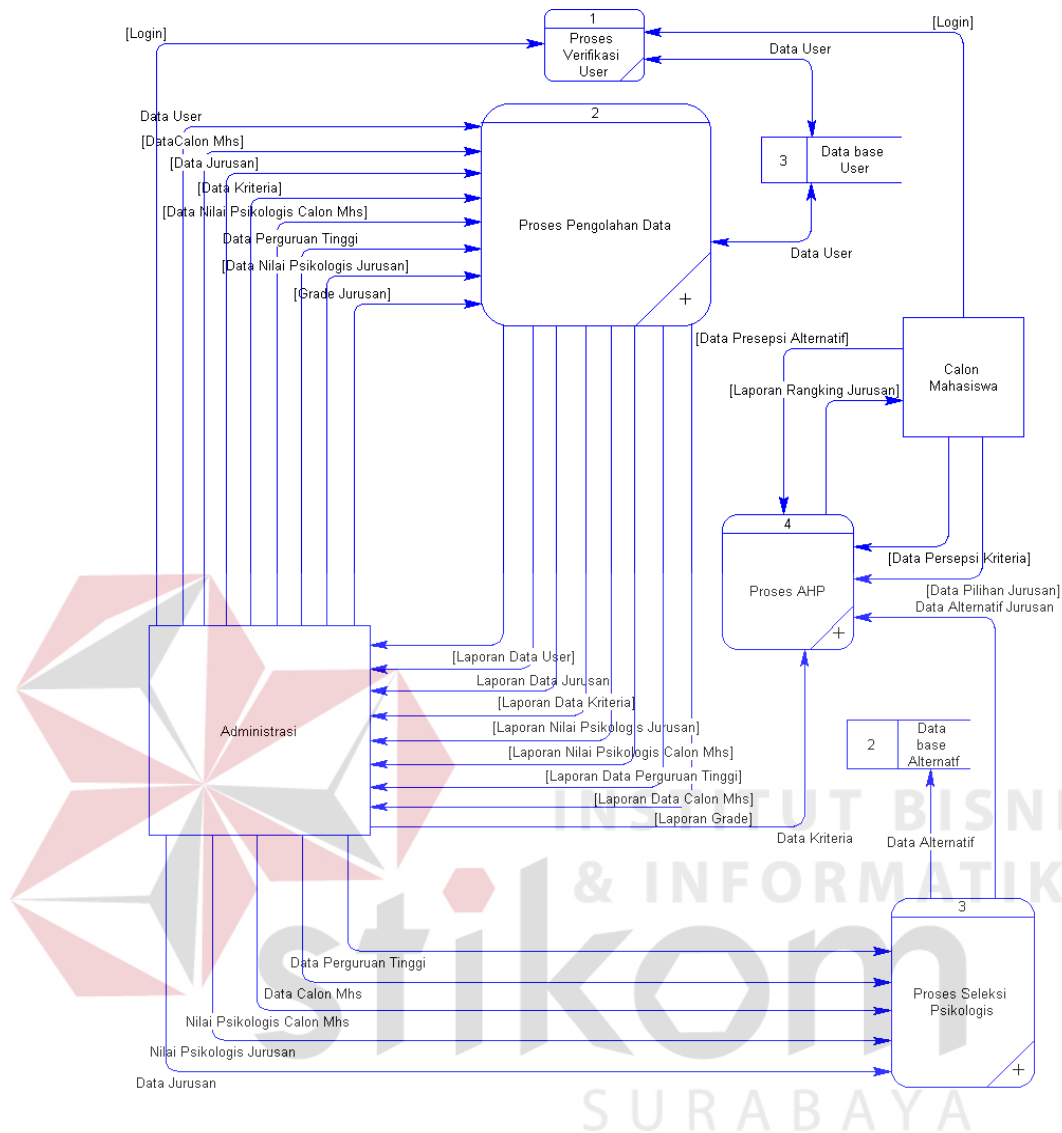 [Login]
1
[Login]
Proses
Verifikasi
User
Data User
Data User
2
[DataCalon Mhs]
[Data Jurusan]
3
Data base
User
[Data Kriteria]
[Data Nilai Psikologis Calon Mhs]
Proses Pengolahan Data
Data Perguruan Tinggi
Data User
[Data Nilai Psikologis Jurusan]
[Grade Jurusan]
+
[Data Presepsi Alternatif]
Calon
Mahasiswa
[Laporan Rangking Jurusan]
4
[Data Persepsi Kriteria]
Proses AHP
[Data Pilihan Jurusan]
Data Alternatif Jurusan
+
[Laporan Data User]
Laporan Data Jurusan
[Laporan Data Kriteria]
Administrasi
[Laporan Nilai Psikologis Jurusan]
[Laporan Nilai Psikologis Calon Mhs]
2
Data
base
Alternatf
[Laporan Data Perguruan Tinggi]
[Laporan Data Calon Mhs]
[Laporan Grade]
INSTITUT BISNI
Data Kriteria
Data Alternatif
& INFORMATIK
3
stikom
Data Perguruan Tinggi
Data Calon Mhs
Proses Seleksi
Psikologis
Nilai Psikologis Calon Mhs
Nilai Psikologis Jurusan
+
Data Jurusan
SURABAYA